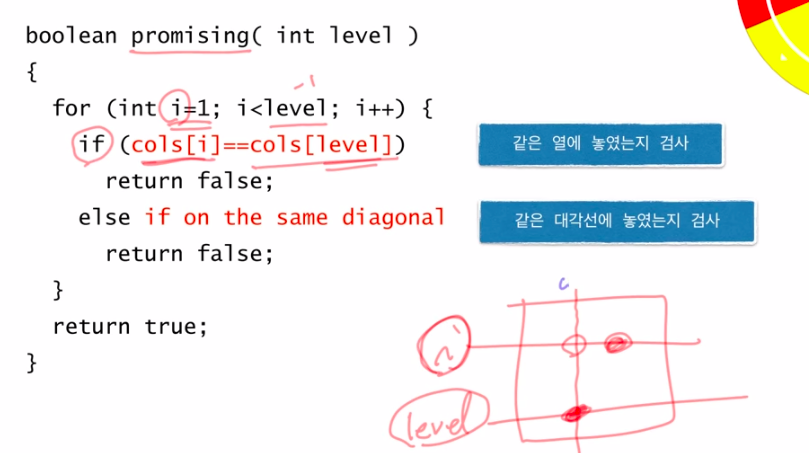 boolean promising( int level )
{
-1
for (int i=1; i<level; i++) {
if (cols[i]==cols[level])
같은 열에 놓였는지 검사
return false;
else if on the same diagonal
같은 대각선에 놓였는지 검사
return false;
}
return true;
}
i
level